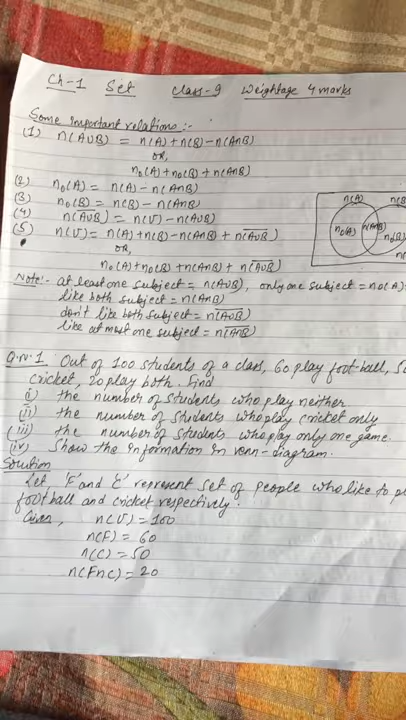 Ch-1 Set Class-9 Weightage 4 marks
Some important relations:-
(1) n(A∪B) = n(A)+n(B)-n(A∩B)
or,
n₀(A)+n₀(B)+n(A∩B)
(2) n₀(A) = n(A)-n(A∩B)
(3) n₀(B) = n(B)-n(A∩B)
(4) n(A∪B) = n(U)-n(A∪B)
(5) n(U) = n(A)+n(B)-n(A∩B)+n(\overline{A∪B})
or,
n₀(A)+n₀(B)+n(A∩B)+n(\overline{A∪B})
n(A)
n₀(A)
n(A∩B)
Note:- at least one subject = n(A∪B), only one subject = n₀(A)
like both subject = n(A∩B)
don't like both subject = n(\overline{A∪B})
like at most one subject = n(\overline{A∩B})
Q.N.1 Out of 100 students of a class, 60 play foot-ball,
cricket, 20 play both. Find
(i) the number of students who play neither
(ii) the number of students who play cricket only
(iii) the number of students who play only one game.
(iv) Show the information in venn-diagram.
Solution
Let 'F' and 'C' represent set of people who like to
football and cricket respectively.
Given, n(U) = 100
n(F) = 60
n(C) = 50
n(F∩C) = 20